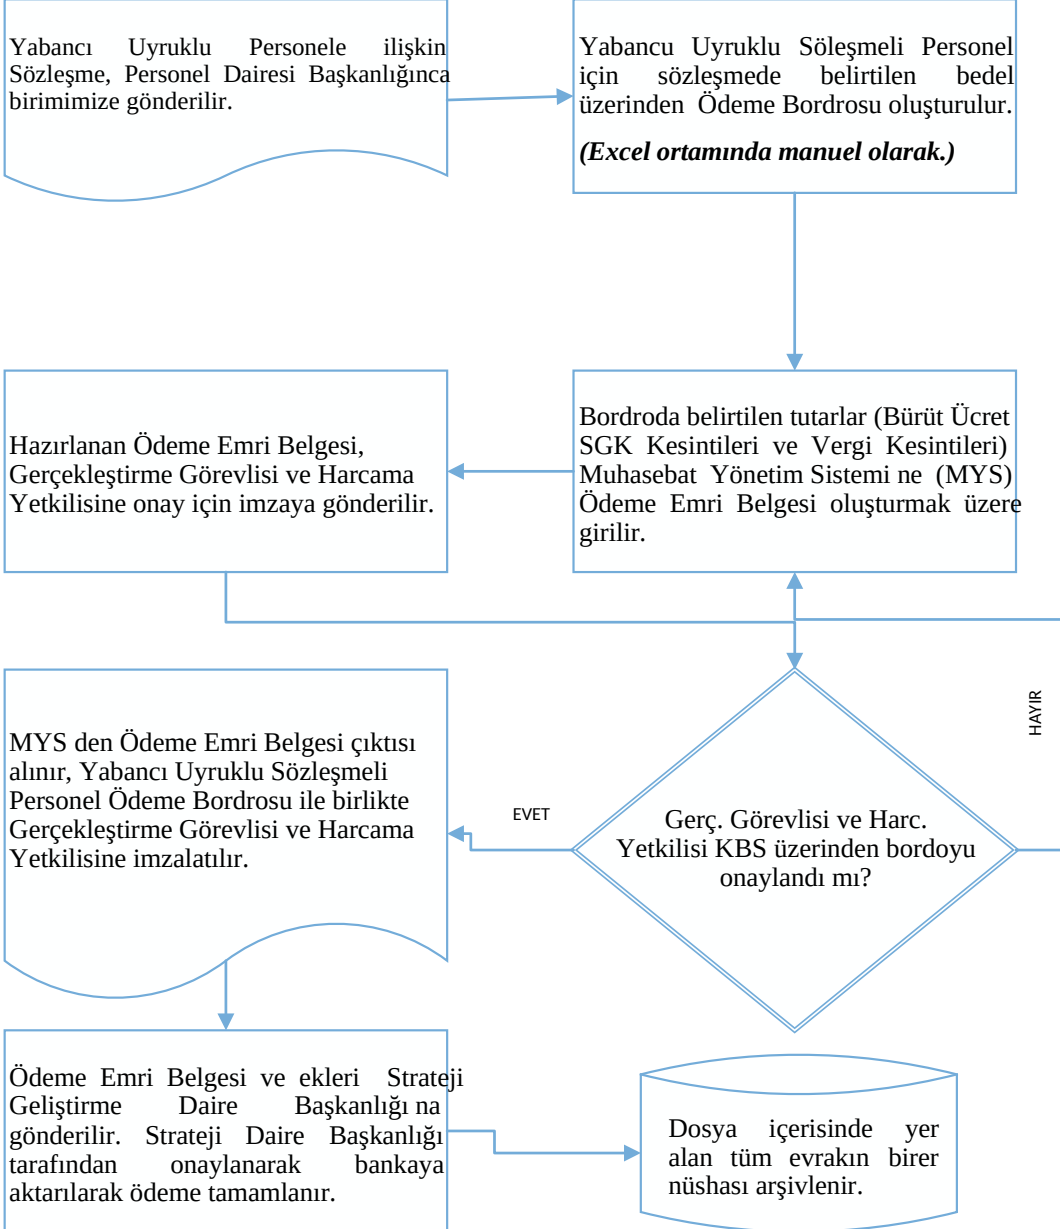 Yabancı Uyruklu Personele ilişkin
Sözleşme, Personel Dairesi Başkanlığınca
birimimize gönderilir.
Yabancu Uyruklu Söleşmeli Personel
için sözleşmede belirtilen bedel
üzerinden Ödeme Bordrosu oluşturulur.
(Excel ortamında manuel olarak.)
Bordroda belirtilen tutarlar (Bürüt Ücret
SGK Kesintileri ve Vergi Kesintileri)
Muhasebat Yönetim Sistemi ne (MYS)
Ödeme Emri Belgesi oluşturmak üzere
girilir.
Hazırlanan Ödeme Emri Belgesi,
Gerçekleştirme Görevlisi ve Harcama
Yetkilisine onay için imzaya gönderilir.
Gerç. Görevlisi ve Harc.
Yetkilisi KBS üzerinden bordoyu
onaylandı mı?
HAYIR
EVET
MYS den Ödeme Emri Belgesi çıktısı
alınır, Yabancı Uyruklu Sözleşmeli
Personel Ödeme Bordrosu ile birlikte
Gerçekleştirme Görevlisi ve Harcama
Yetkilisine imzalatılır.
Ödeme Emri Belgesi ve ekleri Strateji
Geliştirme Daire Başkanlığı na
gönderilir. Strateji Daire Başkanlığı
tarafından onaylanarak bankaya
aktarılarak ödeme tamamlanır.
Dosya içerisinde yer
alan tüm evrakın birer
nüshası arşivlenir.